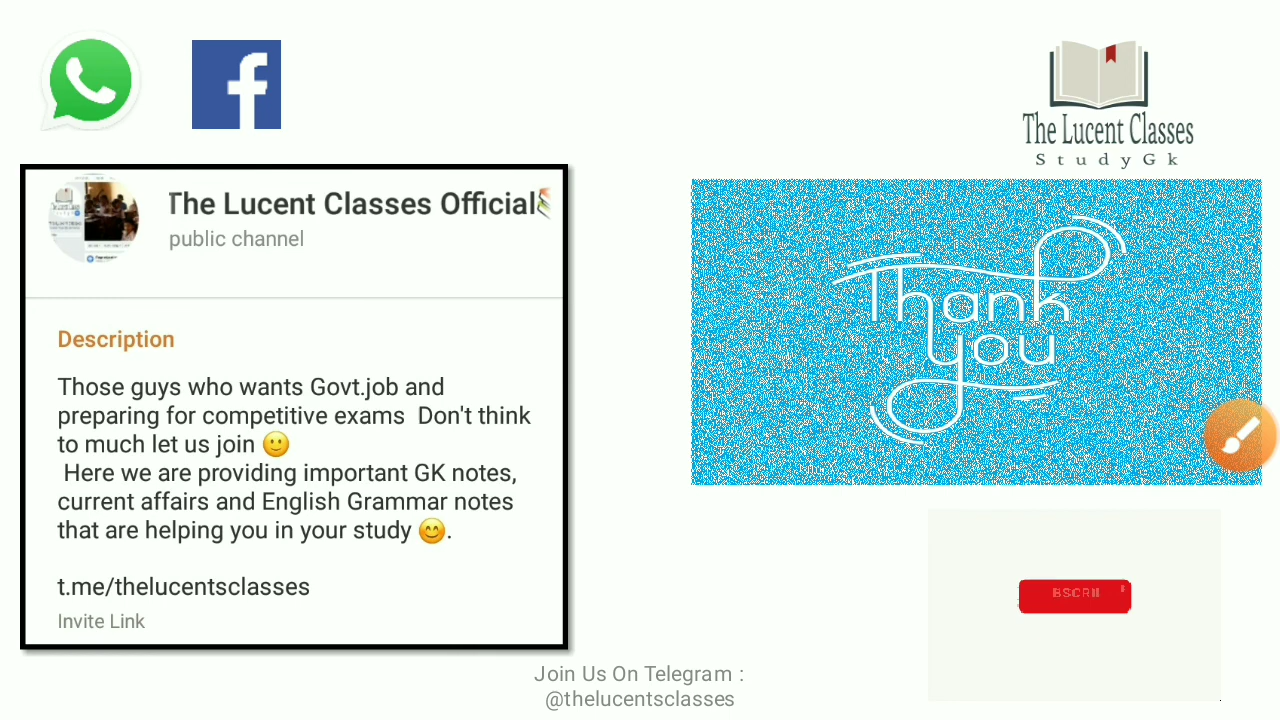 The Lucent Classes
StudyGk
The Lucent Classes Official
public channel
Description
Those guys who wants Govt.job and
preparing for competitive exams Don't think
to much let us join 🙂
Here we are providing important GK notes,
current affairs and English Grammar notes
that are helping you in your study 😊.
t.me/thelucentsclasses
Invite Link
Thank
you
Join Us On Telegram :
@thelucentsclasses